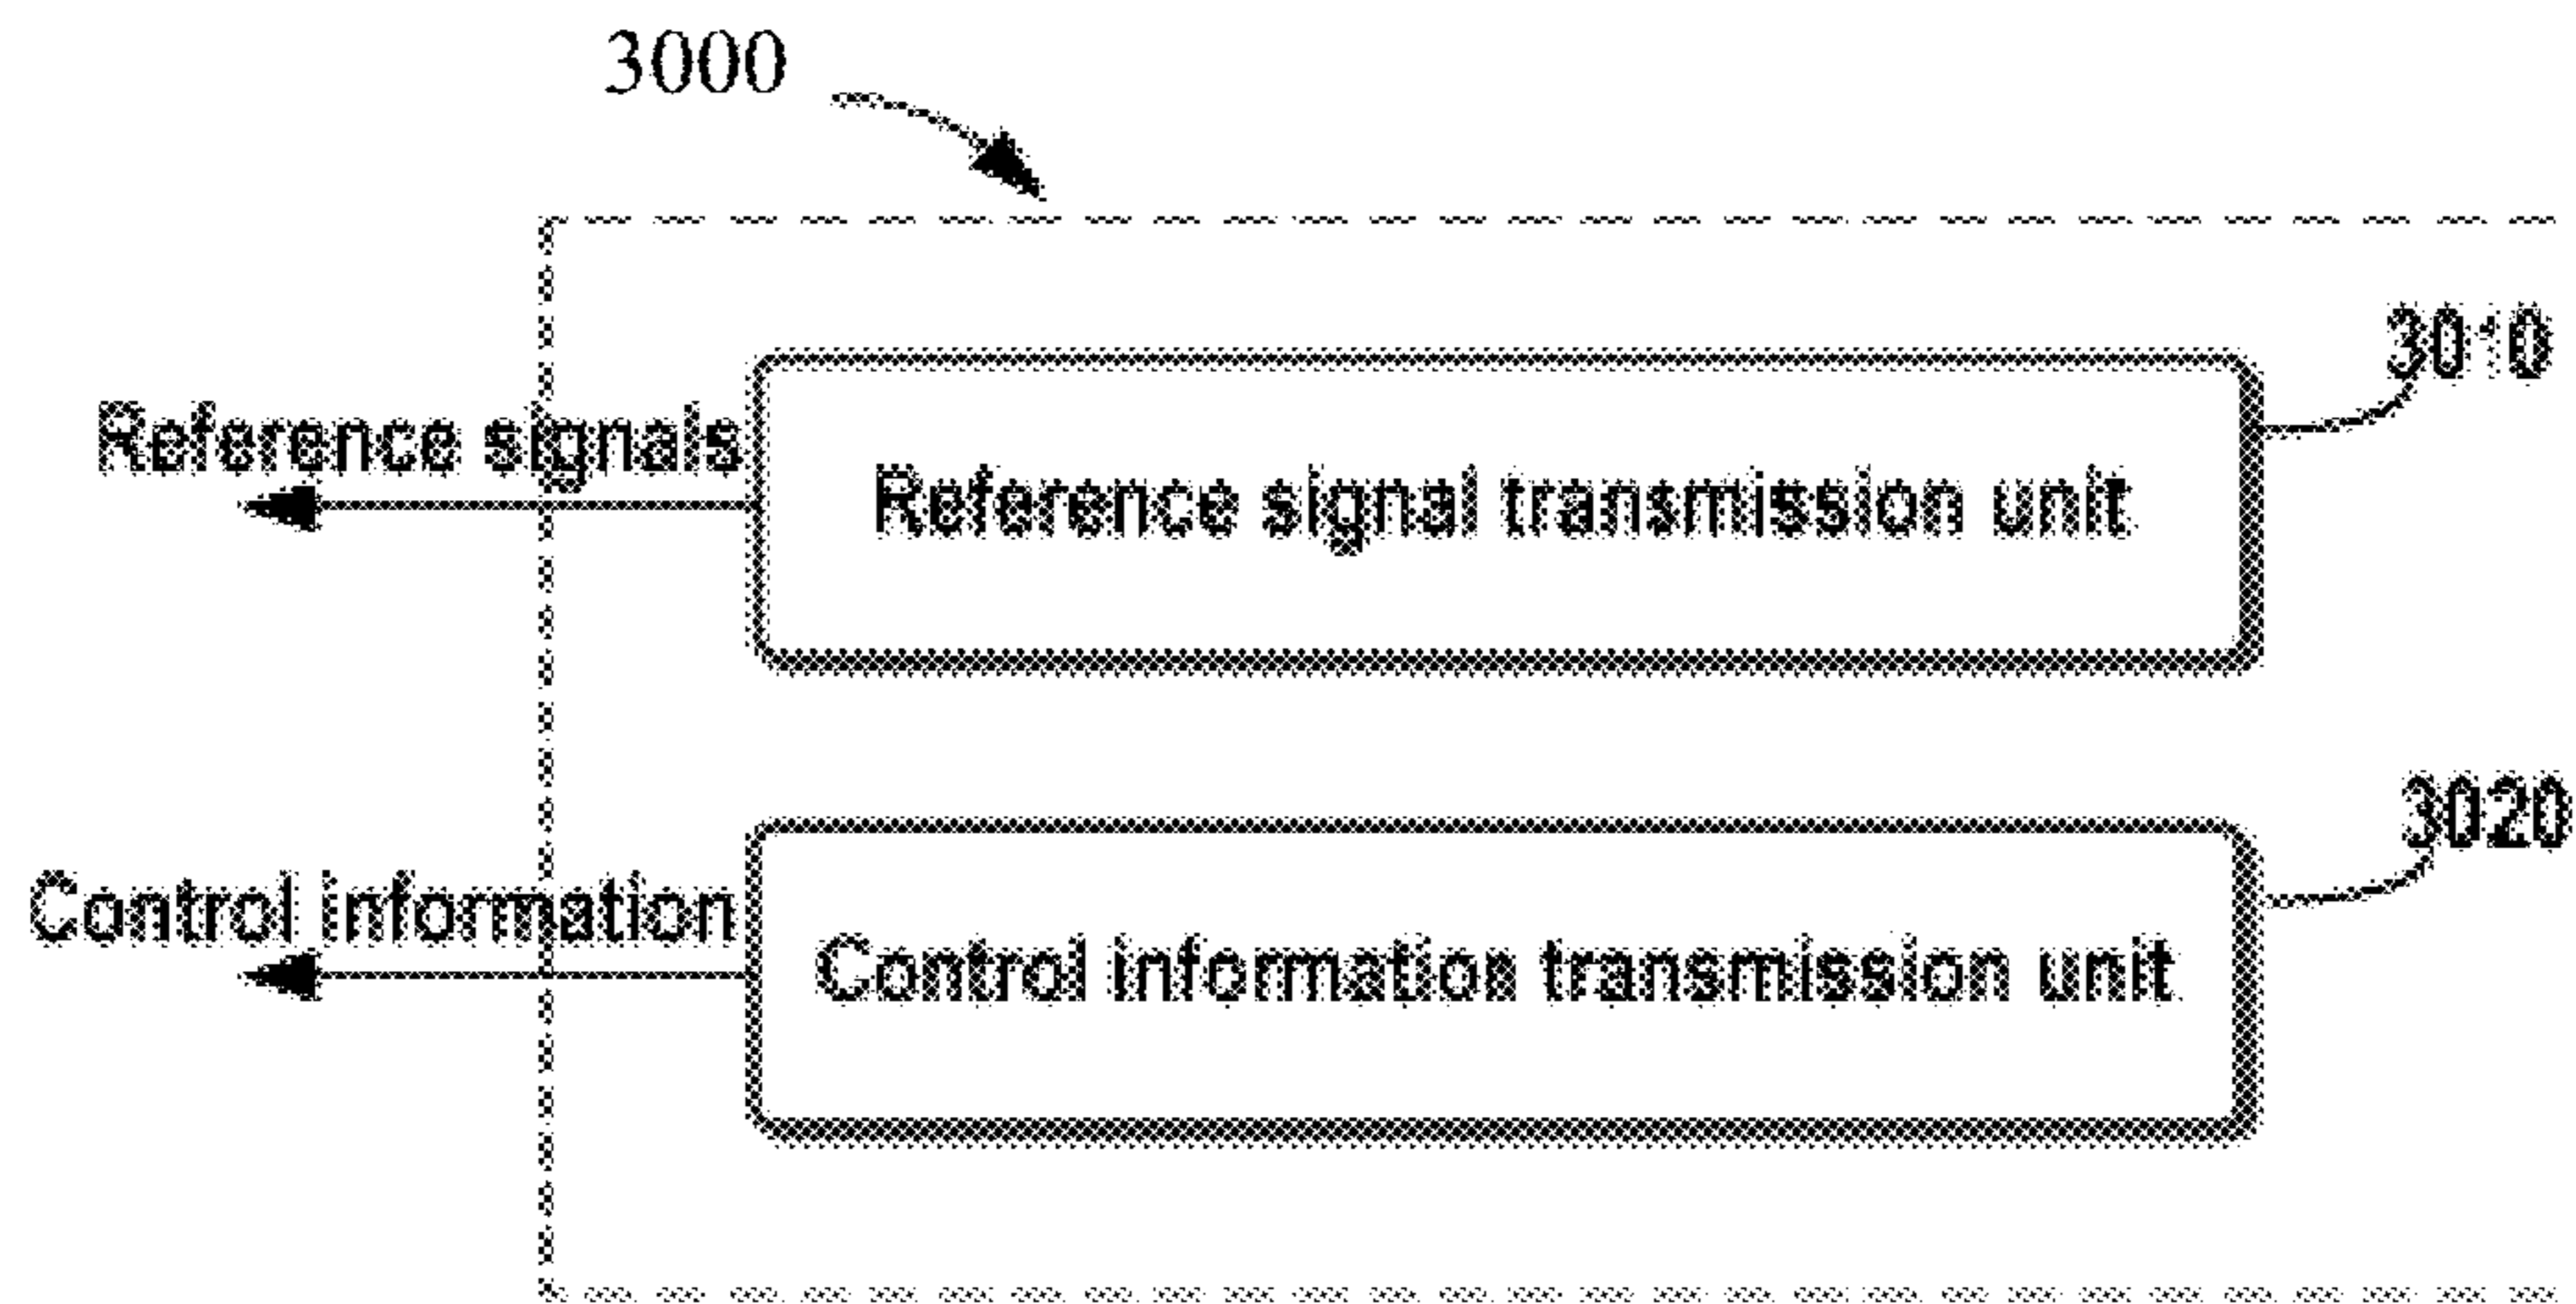 3000
3010
Reference signals
Reference signal transmission unit
3020
Control information
Control information transmission unit